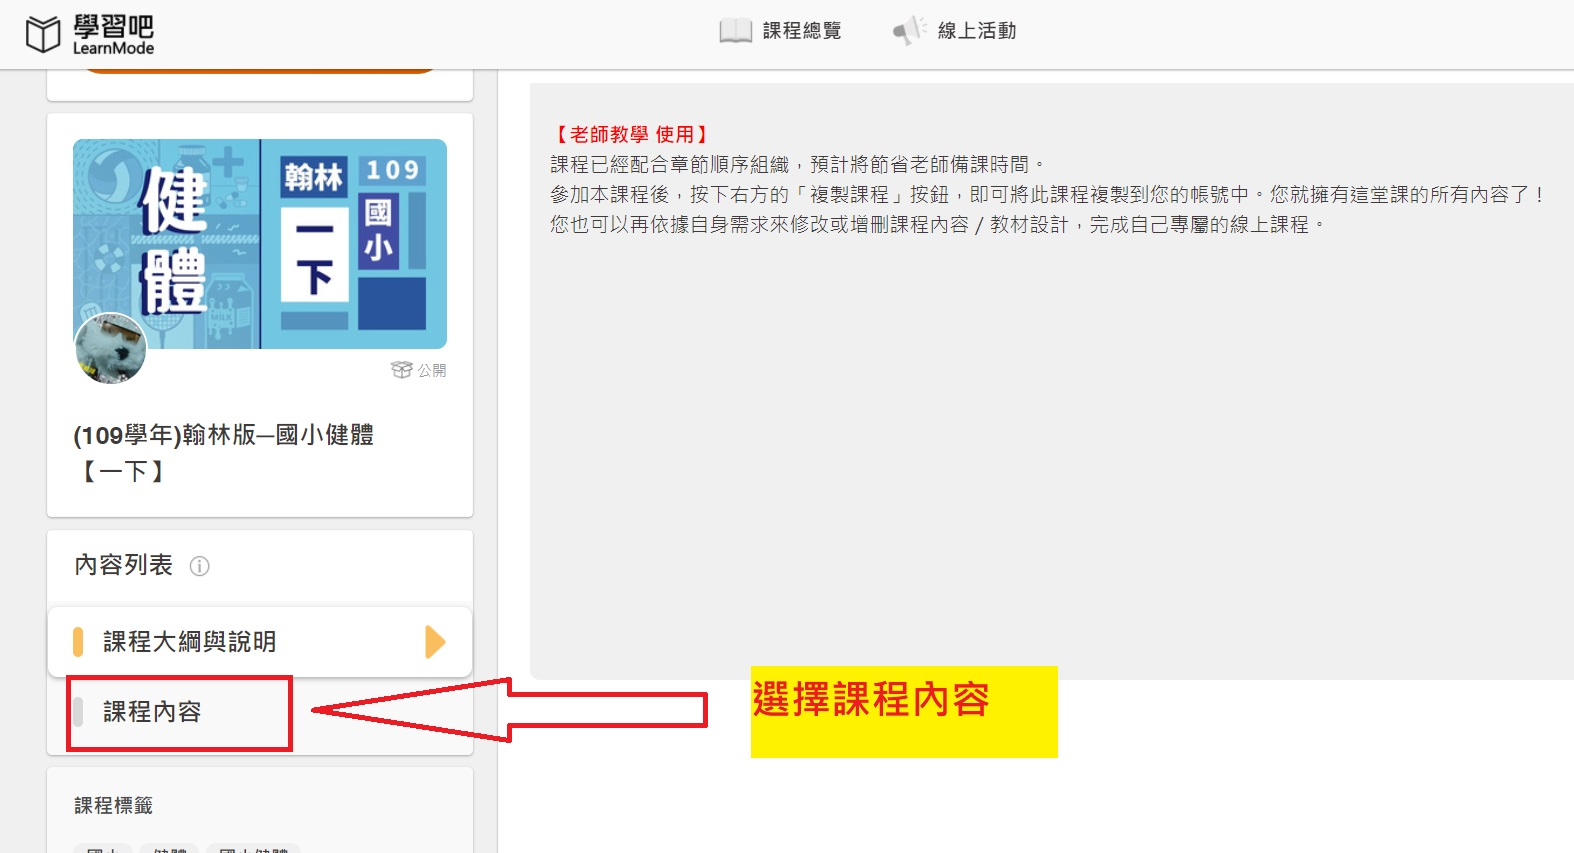 學習吧
LearnMode
課程總覽
線上活動
健體
翰林
109
一下
國小
MILK
公開
(109學年)翰林版—國小健體
【一下】
內容列表
課程大綱與說明
課程內容
課程標籤
國小
健體
國小健體
【老師教學 使用】
課程已經配合章節順序組織，預計將節省老師備課時間。
參加本課程後，按下右方的「複製課程」按鈕，即可將此課程複製到您的帳號中。您就擁有這堂課的所有內容了！
您也可以再依據自身需求來修改或增刪課程內容 / 教材設計，完成自己專屬的線上課程。
選擇課程內容